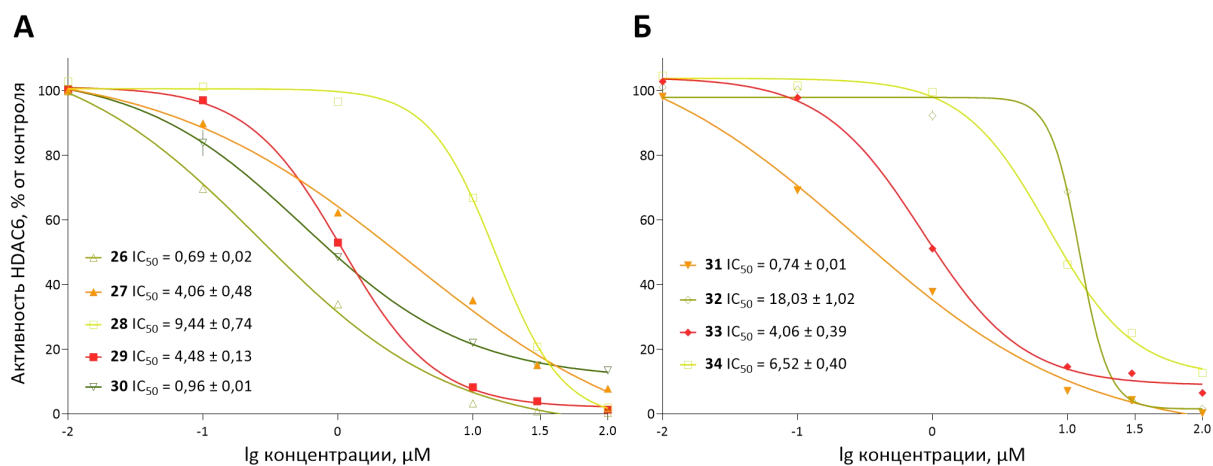 А
Активность HDAC6, % от контроля
100
80
60
40
20
0
26 IC50 = 0,69 ± 0,02
27 IC50 = 4,06 ± 0,48
28 IC50 = 9,44 ± 0,74
29 IC50 = 4,48 ± 0,13
30 IC50 = 0,96 ± 0,01
-2 -1 0 1.0 1.5 2.0
lg концентрации, μM
Б
100
80
60
40
20
0
31 IC50 = 0,74 ± 0,01
32 IC50 = 18,03 ± 1,02
33 IC50 = 4,06 ± 0,39
34 IC50 = 6,52 ± 0,40
-2 -1 0 1.0 1.5 2.0
lg концентрации, μM